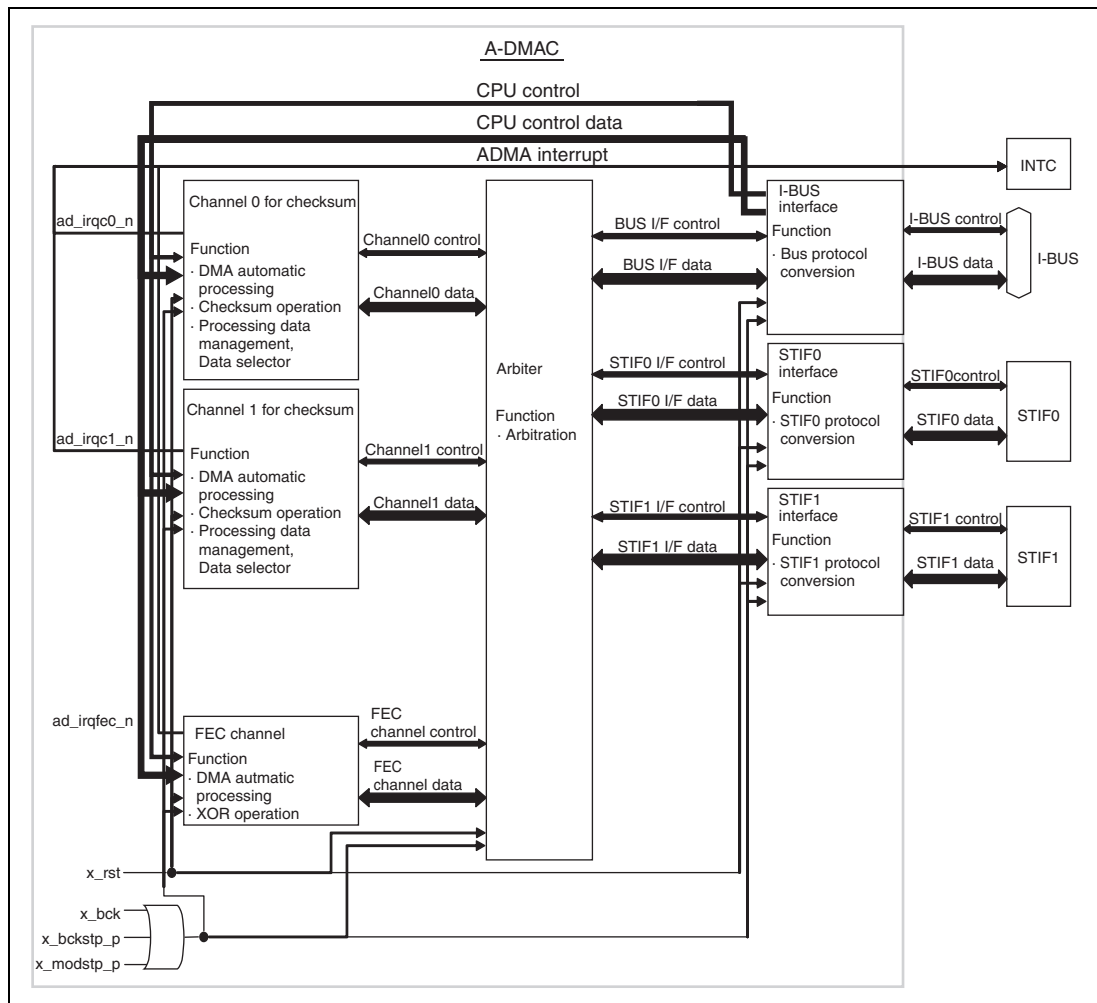 A-DMAC
CPU control
CPU control data
ADMA interrupt
INTC
ad_irqc0_n
Channel 0 for checksum
Function
· DMA automatic
processing
· Checksum operation
· Processing data
management,
Data selector
Channel0 control
Channel0 data
ad_irqc1_n
Channel 1 for checksum
Function
· DMA automatic
processing
· Checksum operation
· Processing data
management,
Data selector
Channel1 control
Channel1 data
ad_irqfec_n
FEC channel
Function
· DMA autmatic
processing
· XOR operation
FEC
channel control
FEC
channel data
Arbiter
Function
· Arbitration
BUS I/F control
BUS I/F data
STIF0 I/F control
STIF0 I/F data
STIF1 I/F control
STIF1 I/F data
I-BUS
interface
Function
· Bus protocol
conversion
I-BUS control
I-BUS data
I-BUS
STIF0
interface
Function
· STIF0 protocol
conversion
STIF0control
STIF0 data
STIF0
STIF1
interface
Function
· STIF1 protocol
conversion
STIF1 control
STIF1 data
STIF1
x_rst
x_bck
x_bckstp_p
x_modstp_p